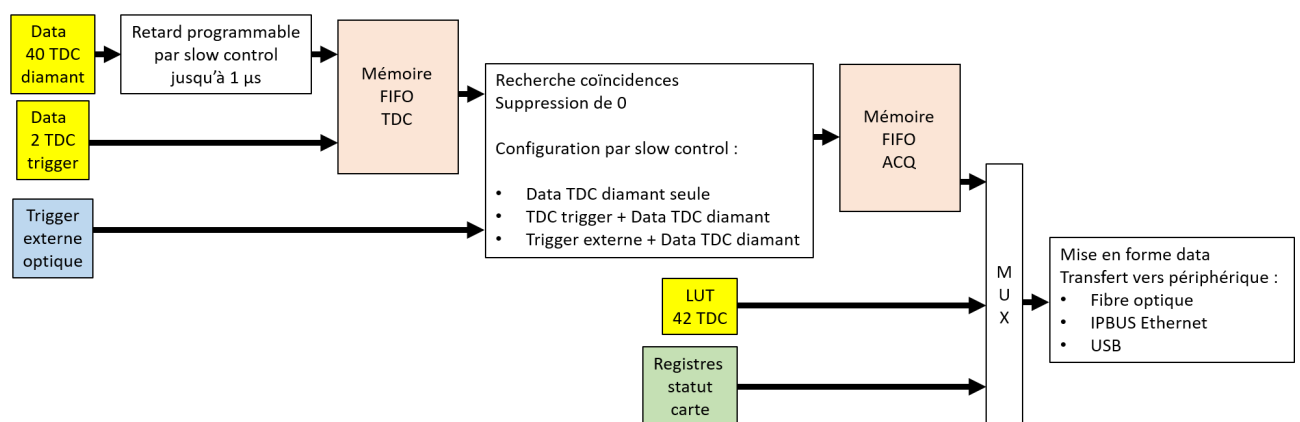 Data
40 TDC
diamant
Retard programmable
par slow control
jusqu'à 1 µs
Mémoire
FIFO
TDC
Data
2 TDC
trigger
Trigger
externe
optique
Recherche coïncidences
Suppression de 0
Configuration par slow control :
• Data TDC diamant seule
• TDC trigger + Data TDC diamant
• Trigger externe + Data TDC diamant
Mémoire
FIFO
ACQ
LUT
42 TDC
Registres
statut
carte
M
U
X
Mise en forme data
Transfert vers périphérique :
• Fibre optique
• IPBUS Ethernet
• USB